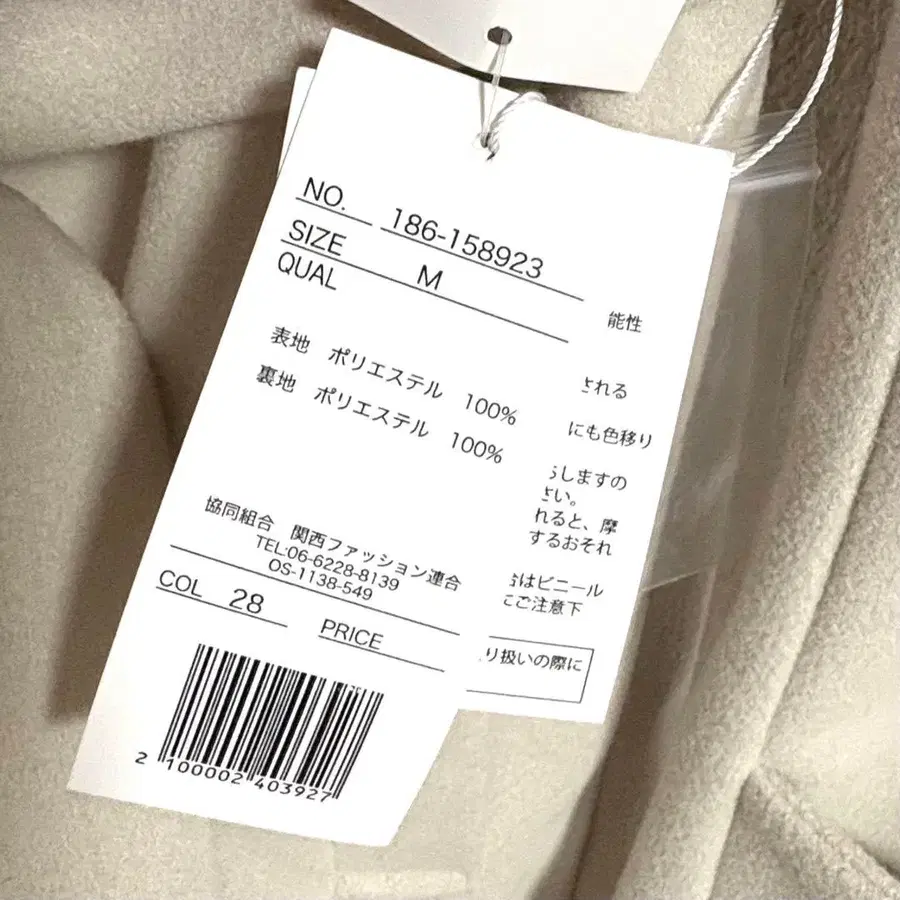 NO. 186-158923
SIZE M
QUAL
表地 ポリエステル 100%
裏地 ポリエステル 100%
協同組合 関西ファッション連合
TEL:06-6228-8139
OS-1138-549
COL 28
PRICE
2 100002 403927
能性
される
にも色移り
うしますの
さい。
れると、摩
するおそれ
はビニール
ご注意下
り扱いの際に